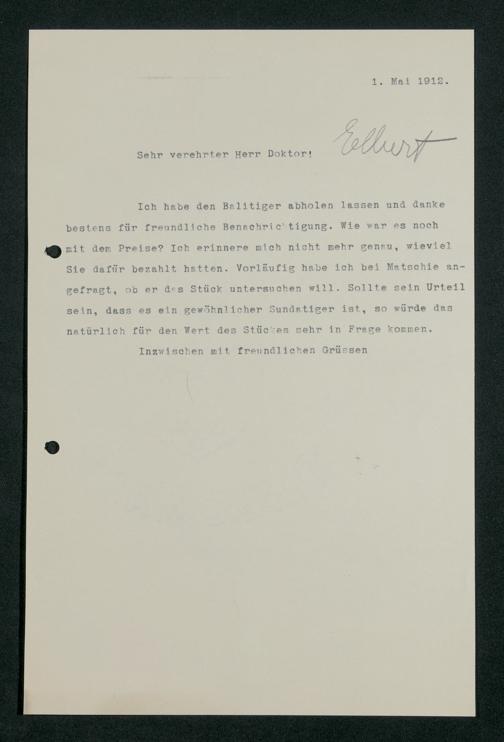 1. Mai 1912.
Elbert
Sehr verehrter Herr Doktor!
Ich habe den Balitiger abholen lassen und danke
bestens für freundliche Benachrichtigung. Wie war es noch
mit dem Preise? Ich erinnere mich nicht mehr genau, wieviel
Sie dafür bezahlt hatten. Vorläufig habe ich bei Matschie an-
gefragt, ob er das Stück untersuchen will. Sollte sein Urteil
sein, dass es ein gewöhnlicher Sundatiger ist, so würde das
natürlich für den Wert des Stückes sehr in Frage kommen.
Inzwischen mit freundlichen Grüssen